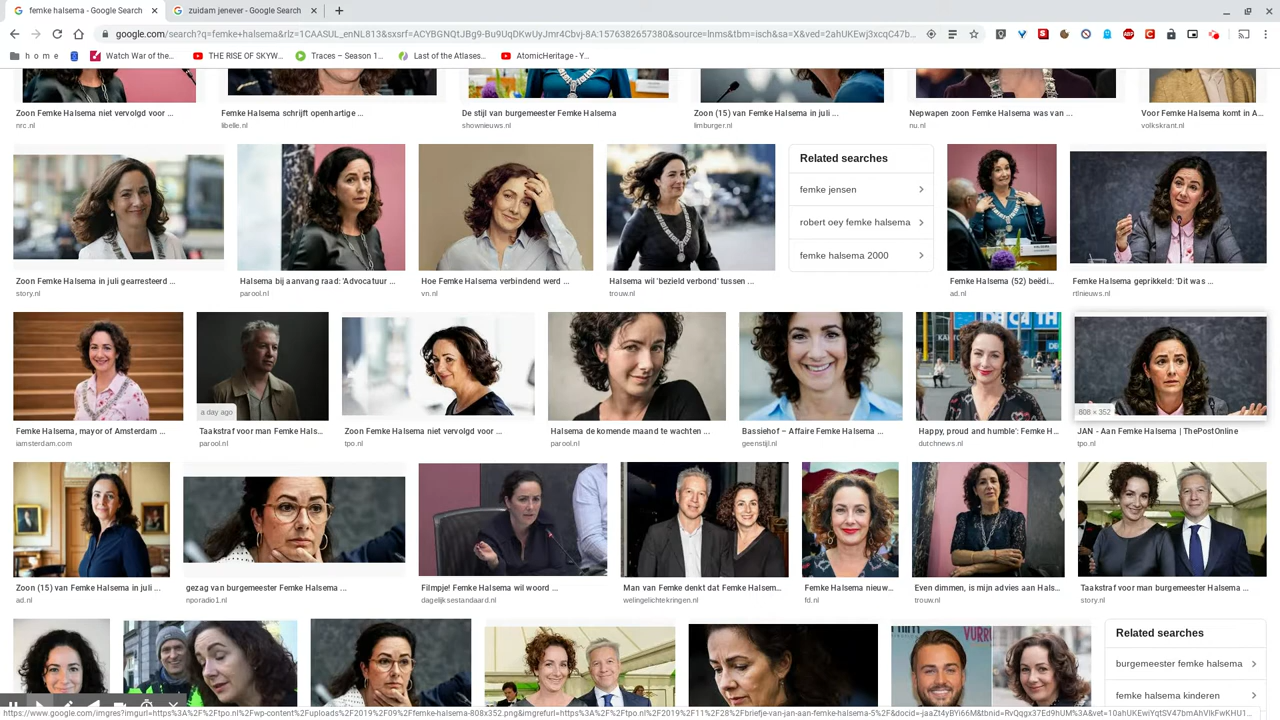 femke halsema - Google Search
zuidam jenever - Google Search
google.com/search?q=femke+halsema&rlz=1CAASUL_enNL813&sxsrf=ACYBGNQtJBg9-Bu9UqDKwUyJmr4Cbvj-8A:1576382657380&source=lnms&tbm=isch&sa=X&ved=2ahUKEwj3xcqC47b...
h o m e
Watch War of the...
THE RISE OF SKYW...
Traces – Season 1...
Last of the Atlases...
AtomicHeritage - Y...
Zoon Femke Halsema niet vervolgd voor ...
nrc.nl
Femke Halsema schrijft openhartige ...
libelle.nl
De stijl van burgemeester Femke Halsema
shownieuws.nl
Zoon (15) van Femke Halsema in juli ...
limburger.nl
Nepwapen zoon Femke Halsema was van ...
nu.nl
Voor Femke Halsema komt in A...
volkskrant.nl
Related searches
femke jensen
robert oey femke halsema
femke halsema 2000
Zoon Femke Halsema in juli gearresteerd ...
story.nl
Halsema bij aanvang raad: 'Advocatuur ...
parool.nl
Hoe Femke Halsema verbindend werd ...
vn.nl
Halsema wil 'bezield verbond' tussen ...
trouw.nl
Femke Halsema (52) beëdi...
ad.nl
Femke Halsema geprikkeld: 'Dit was ...
rtlnieuws.nl
a day ago
808 × 352
Femke Halsema, mayor of Amsterdam ...
iamsterdam.com
Taakstraf voor man Femke Hals...
parool.nl
Zoon Femke Halsema niet vervolgd voor ...
tpo.nl
Halsema de komende maand te wachten ...
parool.nl
Bassiehof – Affaire Femke Halsema ...
geenstijl.nl
Happy, proud and humble': Femke H...
dutchnews.nl
JAN - Aan Femke Halsema | ThePostOnline
tpo.nl
Zoon (15) van Femke Halsema in juli ...
ad.nl
gezag van burgemeester Femke Halsema ...
nporadio1.nl
Filmpje! Femke Halsema wil woord ...
dagelijksestandaard.nl
Man van Femke denkt dat Femke Halsem...
welingelichtekringen.nl
Femke Halsema nieuw...
fd.nl
Even dimmen, is mijn advies aan Hals...
trouw.nl
Taakstraf voor man burgemeester Halsema ...
story.nl
Related searches
burgemeester femke halsema
femke halsema kinderen